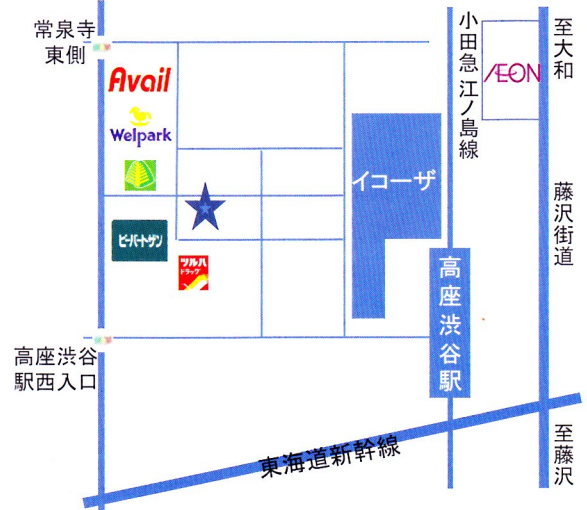 常泉寺
東側
Avail
Welpark
ビーバートザン
ツルハ
ドラッグ
イコーザ
小田急江ノ島線
ÆON
至大和
藤沢街道
高座渋谷駅
高座渋谷
駅西入口
東海道新幹線
至藤沢